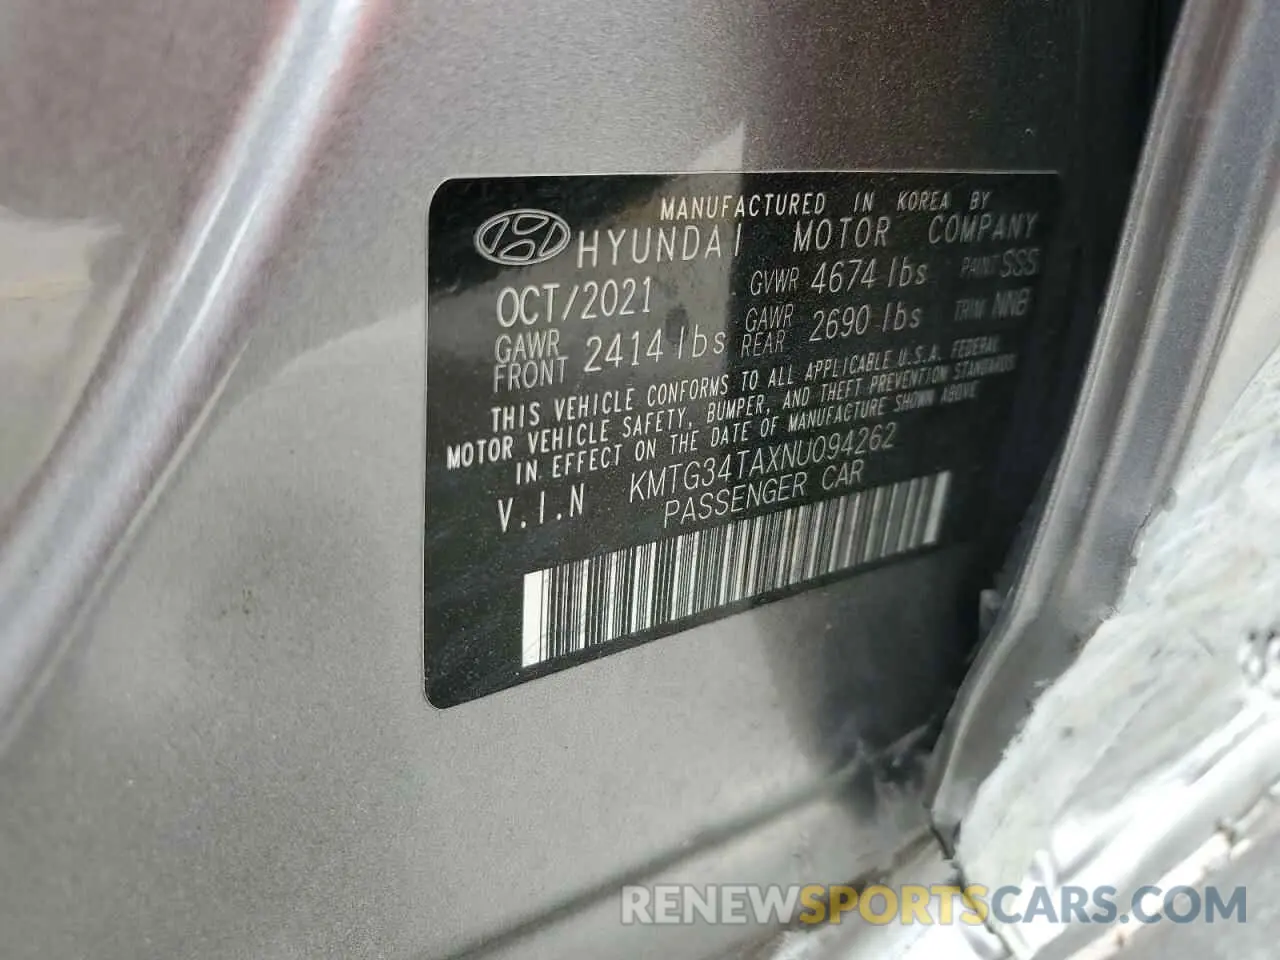 MANUFACTURED IN KOREA BY
HYUNDAI MOTOR COMPANY
OCT/2021 GVWR 4674 lbs PAINT SSS
GAWR FRONT 2414 lbs GAWR REAR 2690 lbs TRIM NNB
THIS VEHICLE CONFORMS TO ALL APPLICABLE U.S.A. FEDERAL
MOTOR VEHICLE SAFETY, BUMPER, AND THEFT PREVENTION STANDARDS
IN EFFECT ON THE DATE OF MANUFACTURE SHOWN ABOVE
V.I.N KMTG34TAXNU094262
PASSENGER CAR
RENEWSPORTSCARS.COM